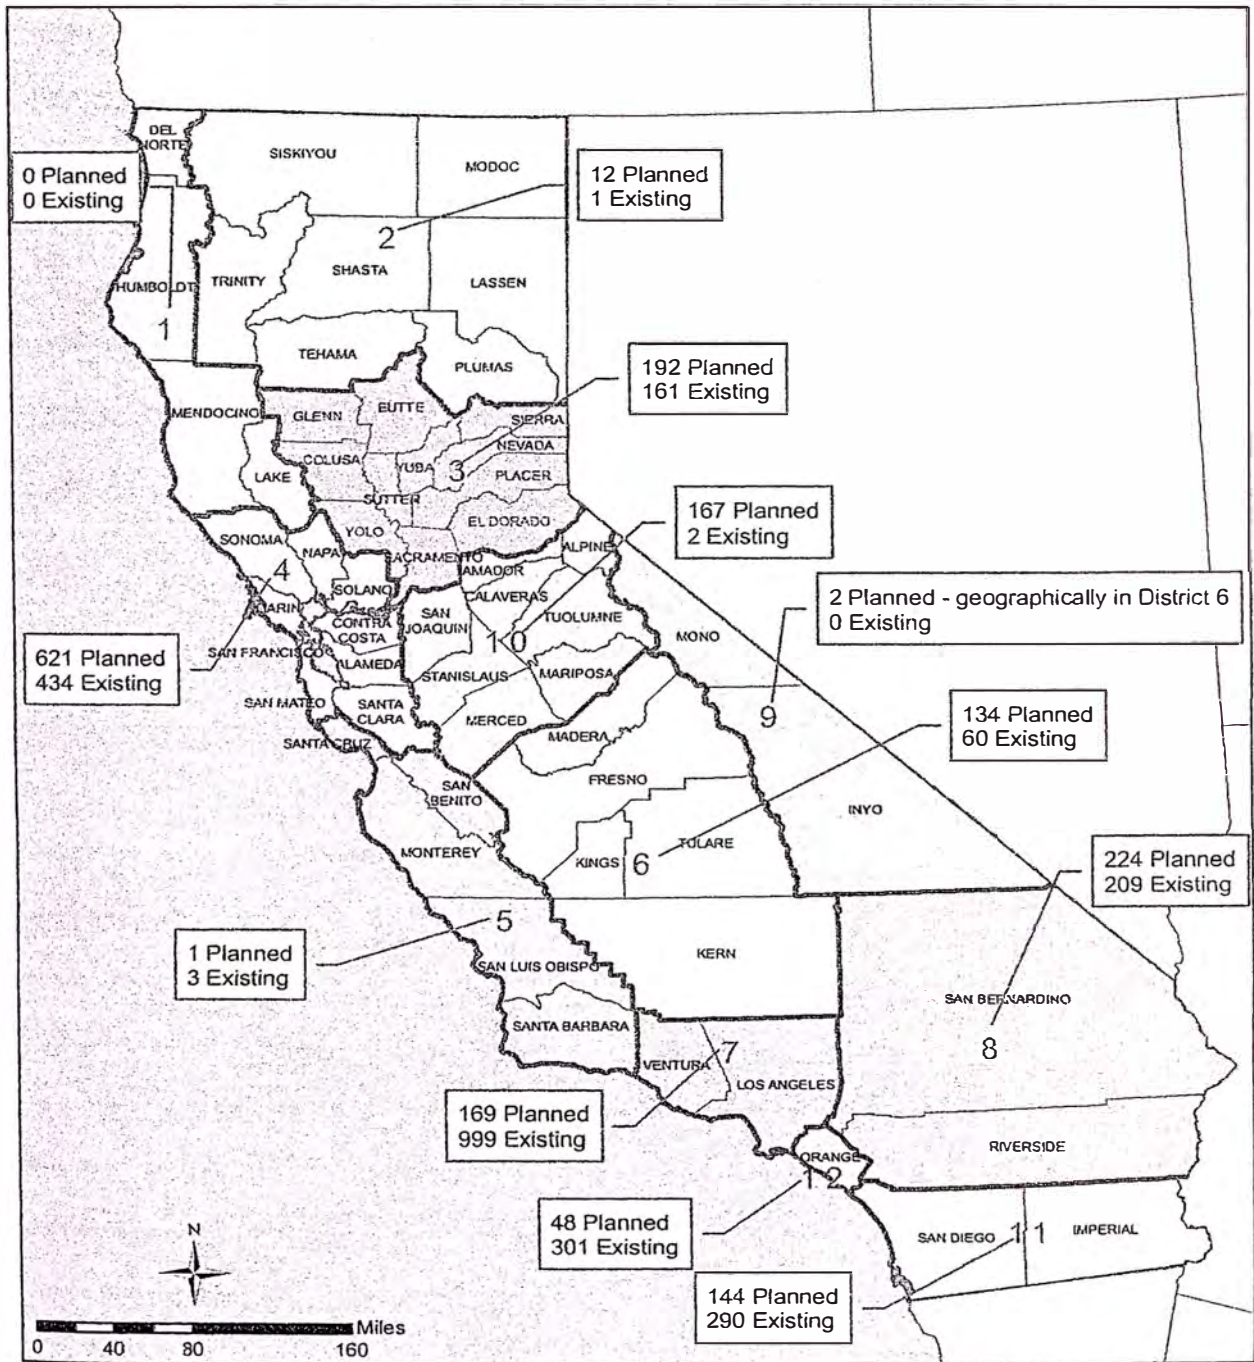 DEL
NORTE
SISKIYOU
MODOC
0 Planned
0 Existing
12 Planned
1 Existing
2
SHASTA
TRINITY
LASSEN
HUMBOLDT
1
TEHAMA
PLUMAS
192 Planned
161 Existing
MENDOCINO
GLENN
BUTTE
SIERRA
NEVADA
COLUSA
YUBA
3
PLACER
LAKE
SUTTER
EL DORADO
YOLO
167 Planned
2 Existing
SONOMA
NAPA
SACRAMENTO
ALPINE
AMADOR
4
SOLANO
CALAVERAS
MARIN
SAN
JOAQUIN
TUOLUMNE
2 Planned - geographically in District 6
0 Existing
CONTRA
COSTA
10
MONO
621 Planned
434 Existing
SAN FRANCISCO
ALAMEDA
STANISLAUS
MARIPOSA
SAN MATEO
SANTA
CLARA
MERCED
9
134 Planned
60 Existing
SANTA CRUZ
MADERA
SAN
BENITO
FRESNO
INYO
MONTEREY
KINGS
6
TULARE
224 Planned
209 Existing
5
1 Planned
3 Existing
KERN
SAN LUIS OBISPO
SAN BERNARDINO
SANTA BARBARA
8
7
VENTURA
LOS ANGELES
169 Planned
999 Existing
ORANGE
RIVERSIDE
12
48 Planned
301 Existing
SAN DIEGO
11
IMPERIAL
144 Planned
290 Existing
N
Miles
0 40 80 160